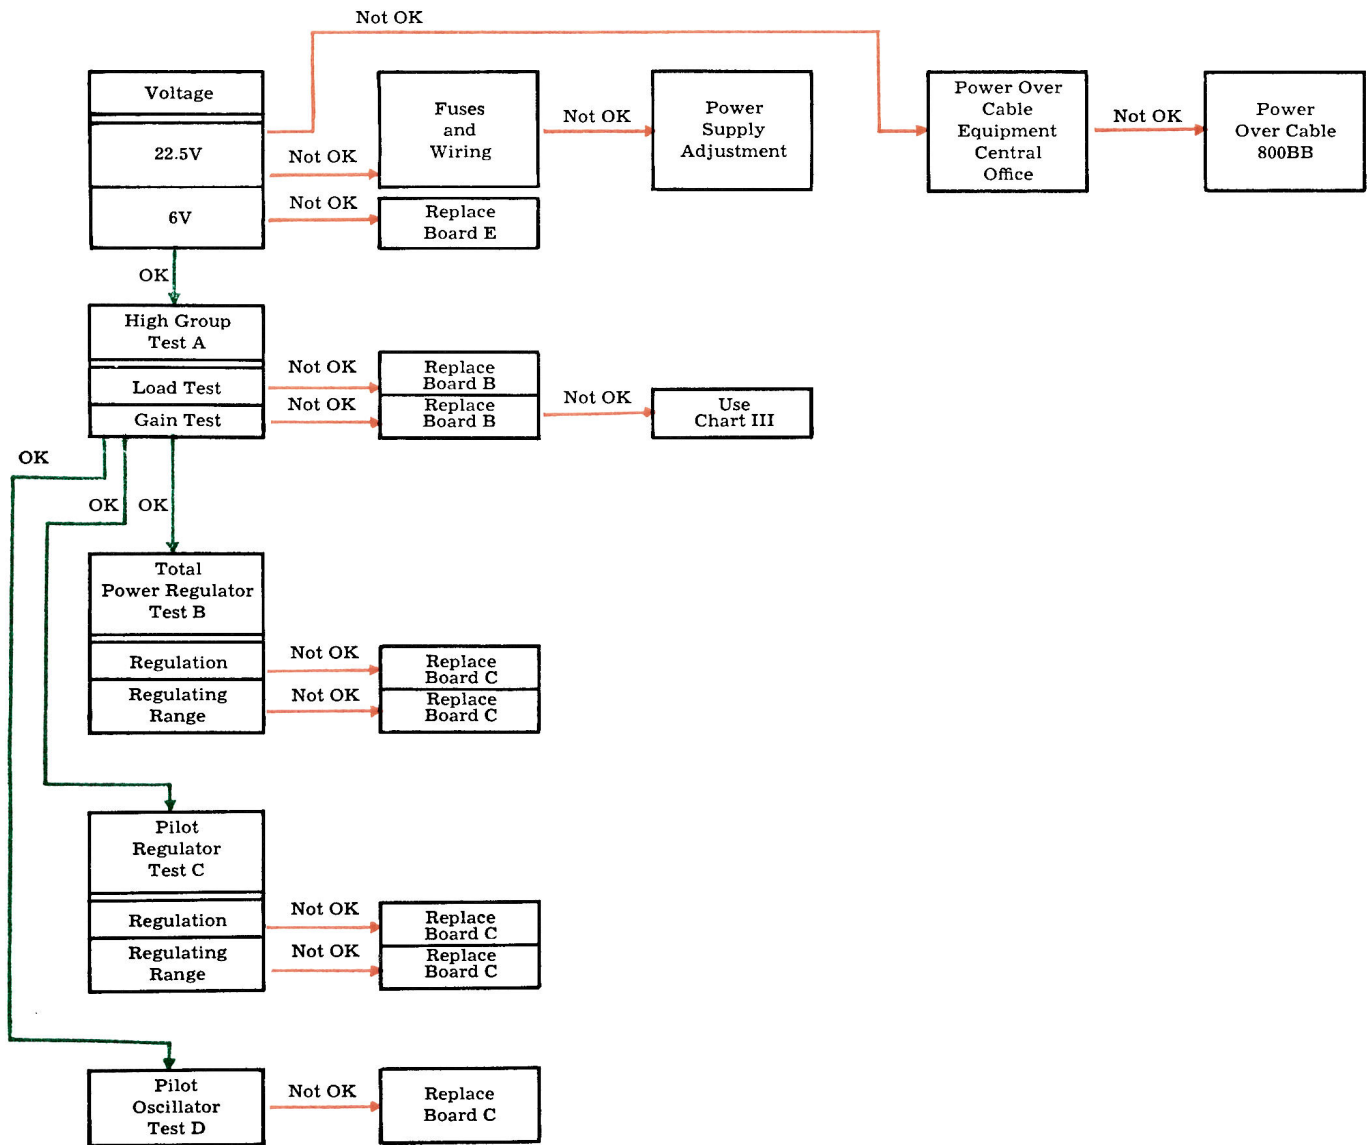 Not OK
Voltage
22.5V
6V
Not OK
Not OK
Fuses
and
Wiring
Replace
Board E
Not OK
Power
Supply
Adjustment
Power Over
Cable
Equipment
Central
Office
Not OK
Power
Over Cable
800BB
OK
High Group
Test A
Load Test
Gain Test
Not OK
Not OK
Replace
Board B
Replace
Board B
Not OK
Use
Chart III
OK
OK
OK
Total
Power Regulator
Test B
Regulation
Regulating
Range
Not OK
Not OK
Replace
Board C
Replace
Board C
Pilot
Regulator
Test C
Regulation
Regulating
Range
Not OK
Not OK
Replace
Board C
Replace
Board C
Pilot
Oscillator
Test D
Not OK
Replace
Board C